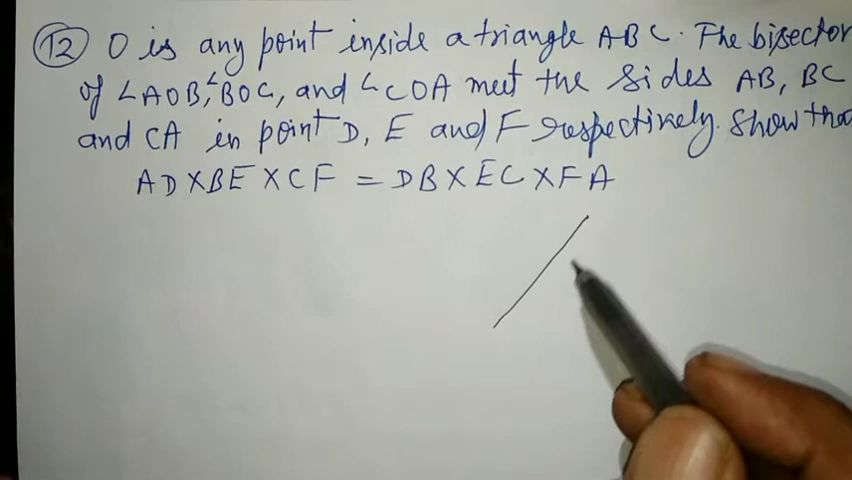 (12) O is any point inside a triangle ABC. The bisector
of ∠AOB, ∠BOC, and ∠COA meet the sides AB, BC
and CA in point D, E and F respectively. Show tha
AD×BE×CF = DB×EC×FA